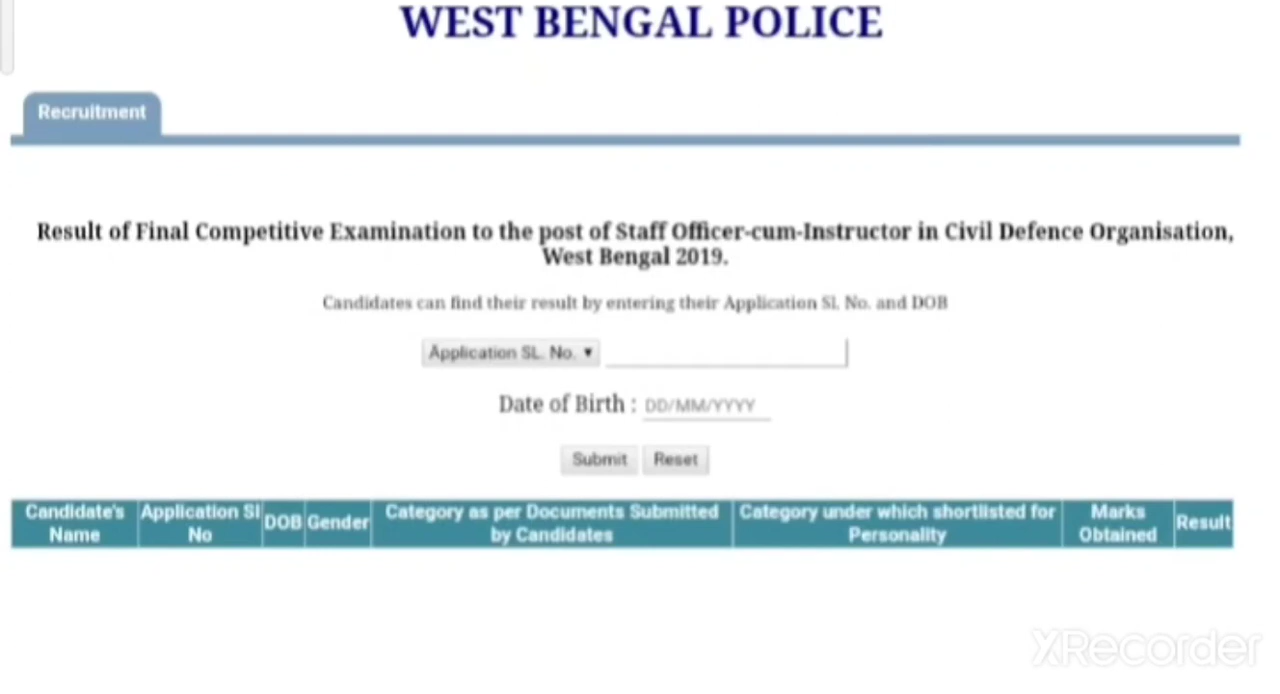 WEST BENGAL POLICE
Recruitment
Result of Final Competitive Examination to the post of Staff Officer-cum-Instructor in Civil Defence Organisation,
West Bengal 2019.
Candidates can find their result by entering their Application Sl. No. and DOB
Application SL. No. ▼
Date of Birth : DD/MM/YYYY
Submit Reset
Candidate's Name Application Sl No DOB Gender Category as per Documents Submitted by Candidates Category under which shortlisted for Personality Marks Obtained Result
XRecorder